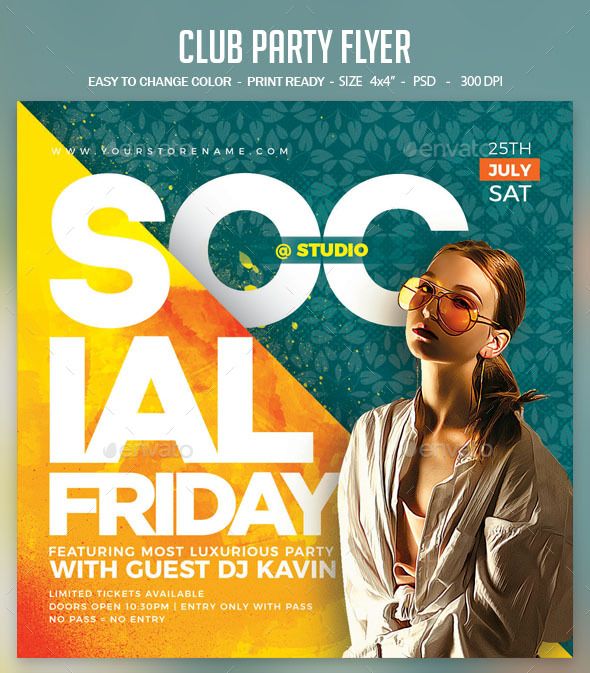 CLUB PARTY FLYER
EASY TO CHANGE COLOR - PRINT READY - SIZE 4x4" - PSD - 300 DPI
WWW.YOURSTORENAME.COM
envato
25TH
JULY
SAT
SOC
@ STUDIO
IAL
envato
envato
FRIDAY
FEATURING MOST LUXURIOUS PARTY
WITH GUEST DJ KAVIN
LIMITED TICKETS AVAILABLE
DOORS OPEN 10:30PM | ENTRY ONLY WITH PASS
NO PASS = NO ENTRY